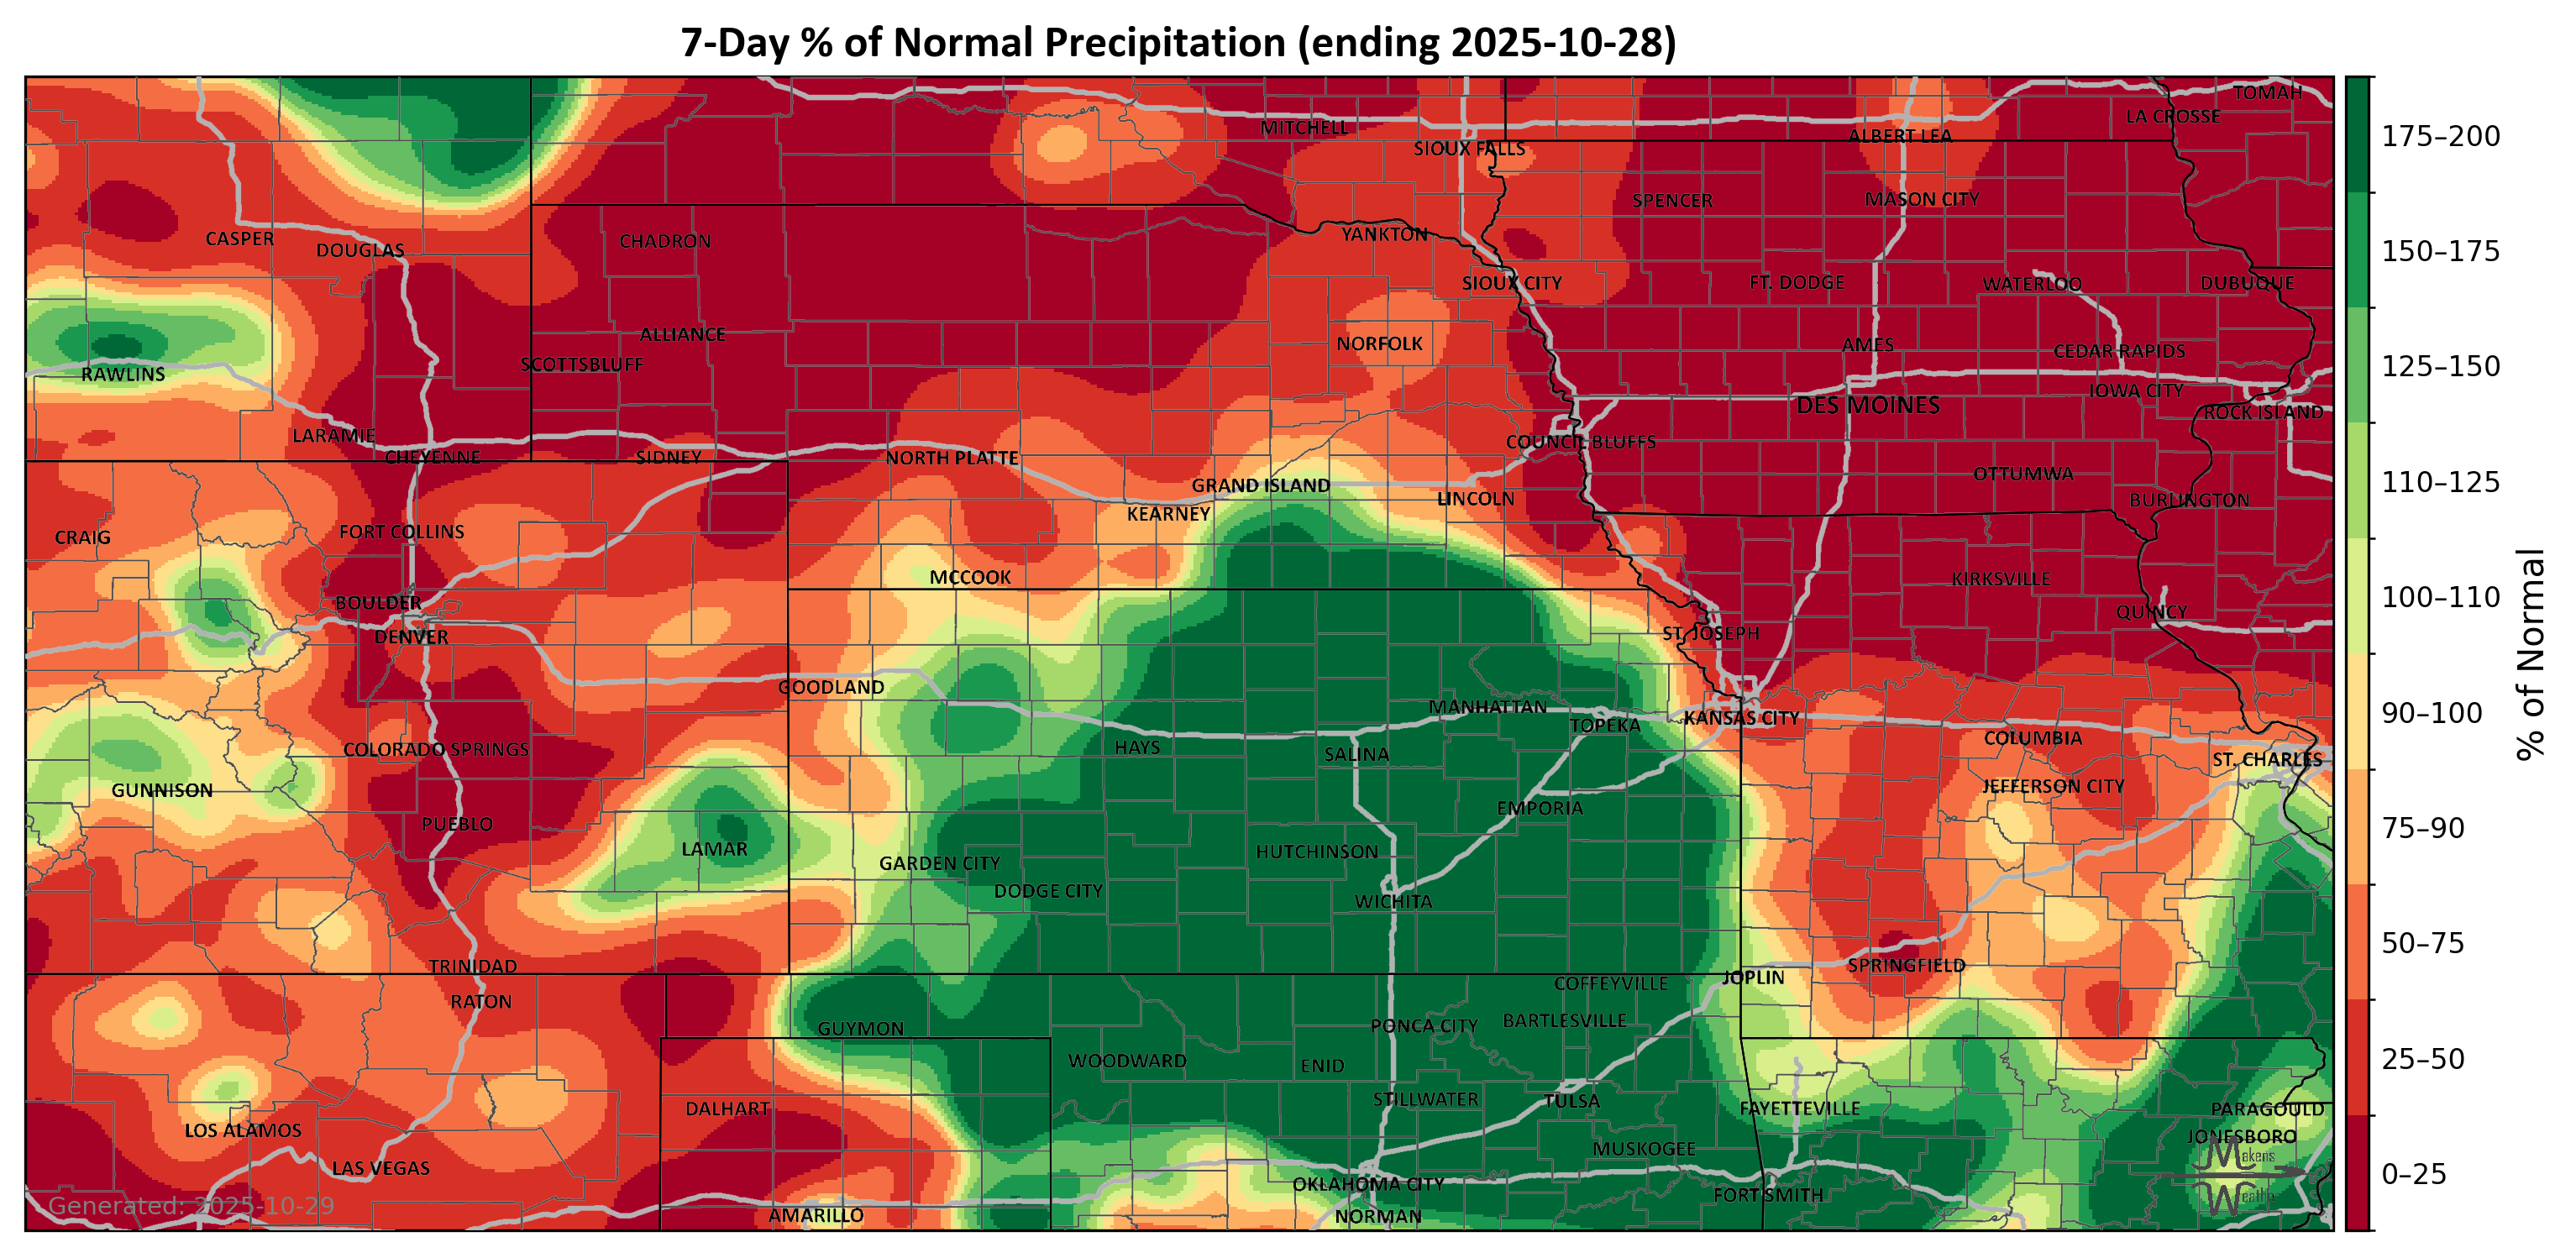 7-Day % of Normal Precipitation (ending 2025-10-28)
TOMAH
LA CROSSE
MITCHELL
ALBERT LEA
SIOUX FALLS
SPENCER
MASON CITY
CASPER
DOUGLAS
CHADRON
YANKTON
SIOUX CITY
FT. DODGE
WATERLOO
DUBUQUE
ALLIANCE
NORFOLK
AMES
CEDAR RAPIDS
SCOTTSBLUFF
RAWLINS
IOWA CITY
DES MOINES
ROCK ISLAND
LARAMIE
COUNCIL BLUFFS
CHEYENNE
SIDNEY
NORTH PLATTE
OTTUMWA
GRAND ISLAND
LINCOLN
BURLINGTON
KEARNEY
CRAIG
FORT COLLINS
MCCOOK
KIRKSVILLE
BOULDER
QUINCY
DENVER
ST. JOSEPH
GOODLAND
MANHATTAN
TOPEKA
KANSAS CITY
COLUMBIA
COLORADO SPRINGS
HAYS
SALINA
ST. CHARLES
GUNNISON
JEFFERSON CITY
EMPORIA
PUEBLO
LAMAR
HUTCHINSON
GARDEN CITY
DODGE CITY
WICHITA
TRINIDAD
SPRINGFIELD
JOPLIN
COFFEYVILLE
RATON
GUYMON
PONCA CITY
BARTLESVILLE
WOODWARD
ENID
DALHART
STILLWATER
TULSA
FAYETTEVILLE
PARAGOULD
LOS ALAMOS
JONESBORO
MUSKOGEE
LAS VEGAS
OKLAHOMA CITY
FORT SMITH
AMARILLO
NORMAN
Generated: 2025-10-29
Makens
Weather
175–200
150–175
125–150
110–125
100–110
90–100
75–90
50–75
25–50
0–25
% of Normal